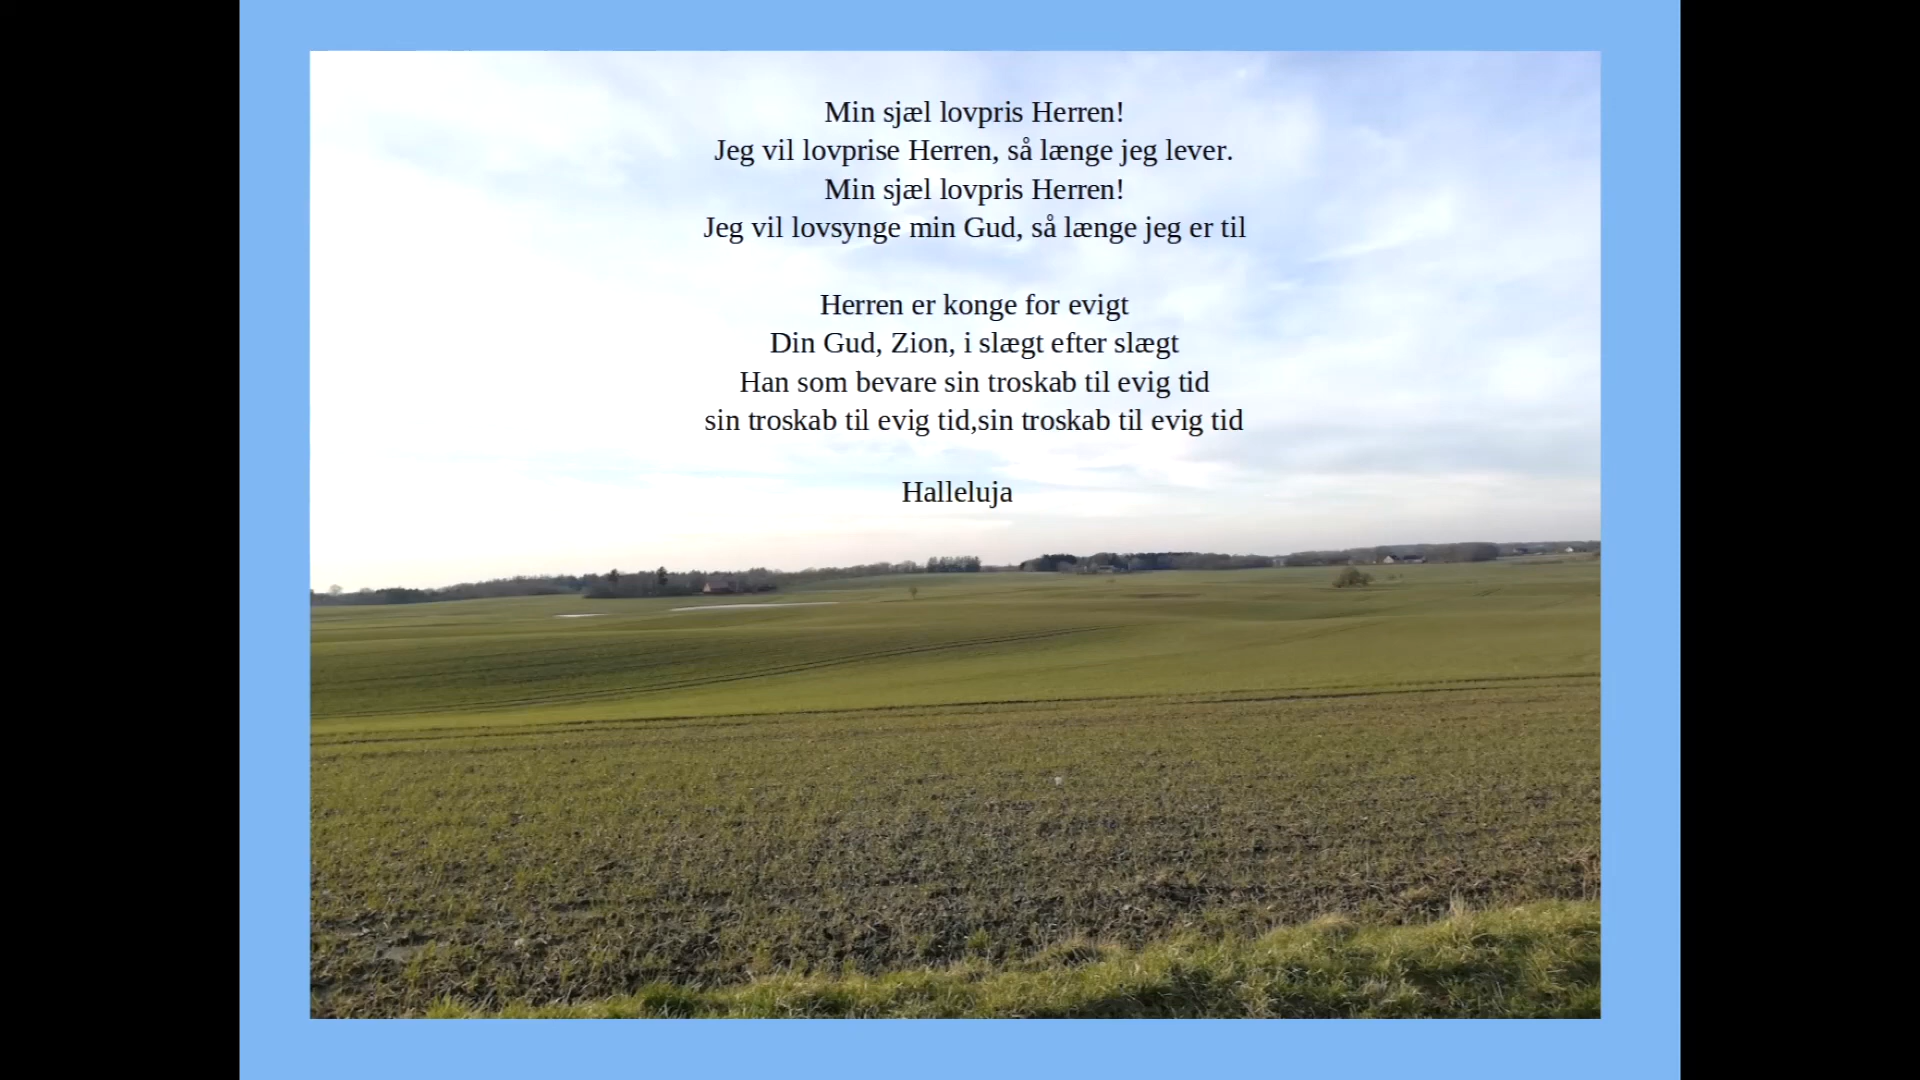 Min sjæl lovpris Herren!
Jeg vil lovprise Herren, så længe jeg lever.
Min sjæl lovpris Herren!
Jeg vil lovsynge min Gud, så længe jeg er til
Herren er konge for evigt
Din Gud, Zion, i slægt efter slægt
Han som bevare sin troskab til evig tid
sin troskab til evig tid,sin troskab til evig tid
Halleluja